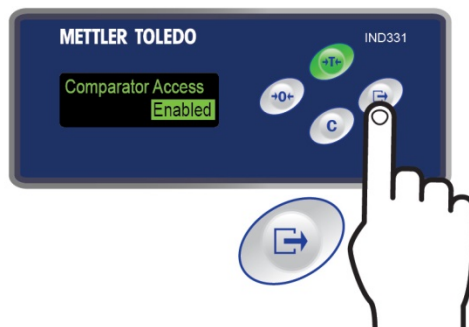 METTLER TOLEDO
IND331
Comparator Access
Enabled
→T←
→0←
C